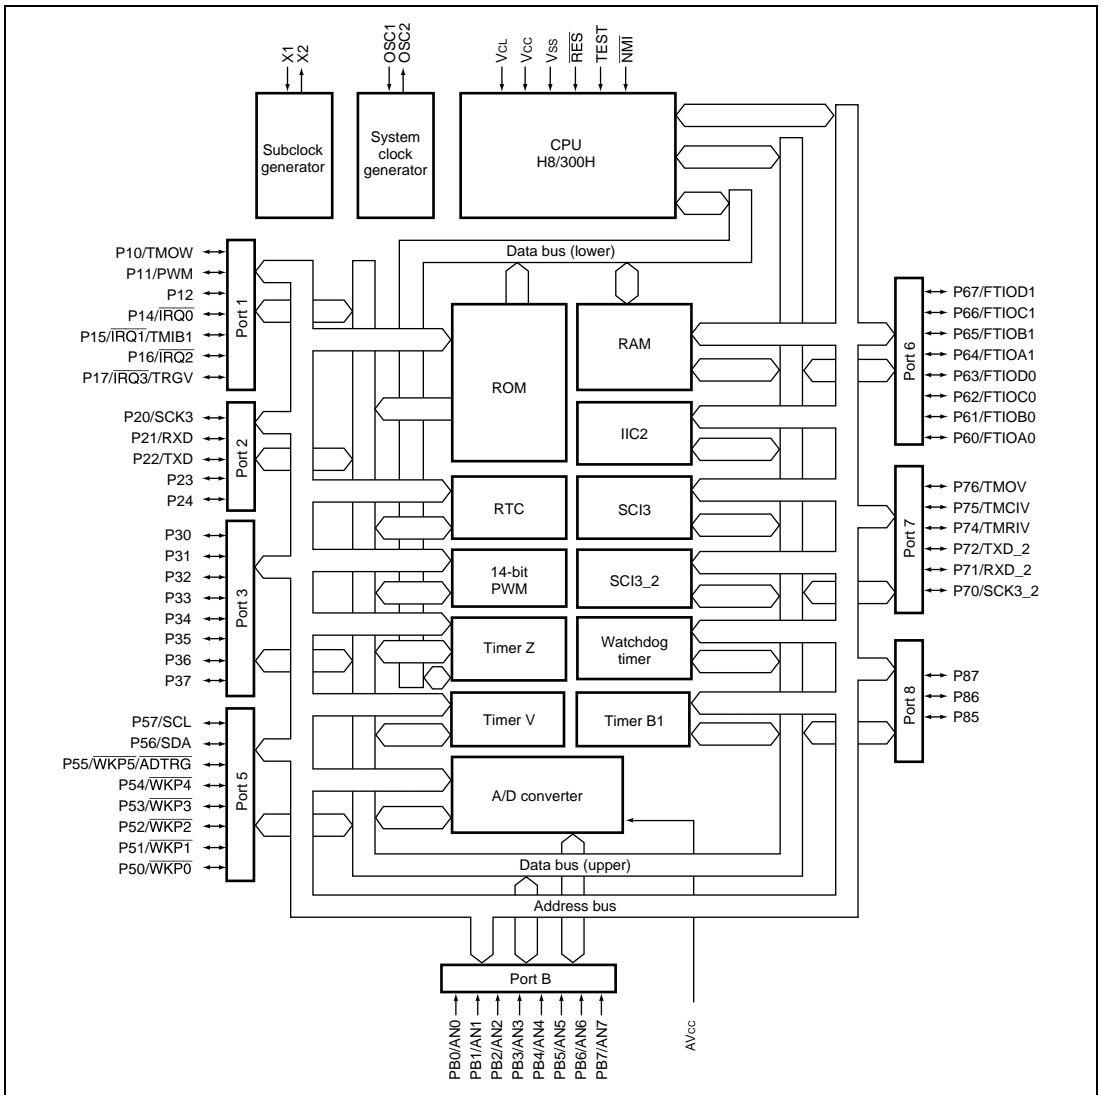 X1
X2
OSC1
OSC2
VCL
VCC
VSS
RES
TEST
NMI
Subclock
generator
System
clock
generator
CPU
H8/300H
Data bus (lower)
P10/TMOW
P11/PWM
P12
P14/IRQ0
P15/IRQ1/TMIB1
P16/IRQ2
P17/IRQ3/TRGV
Port 1
P20/SCK3
P21/RXD
P22/TXD
P23
P24
Port 2
P30
P31
P32
P33
P34
P35
P36
P37
Port 3
P57/SCL
P56/SDA
P55/WKP5/ADTRG
P54/WKP4
P53/WKP3
P52/WKP2
P51/WKP1
P50/WKP0
Port 5
ROM
RAM
IIC2
RTC
SCI3
14-bit
PWM
SCI3_2
Timer Z
Watchdog
timer
Timer V
Timer B1
A/D converter
Port 6
P67/FTIOD1
P66/FTIOC1
P65/FTIOB1
P64/FTIOA1
P63/FTIOD0
P62/FTIOC0
P61/FTIOB0
P60/FTIOA0
Port 7
P76/TMOV
P75/TMCIV
P74/TMRIV
P72/TXD_2
P71/RXD_2
P70/SCK3_2
Port 8
P87
P86
P85
Data bus (upper)
Address bus
Port B
PB0/AN0
PB1/AN1
PB2/AN2
PB3/AN3
PB4/AN4
PB5/AN5
PB6/AN6
PB7/AN7
AVCC